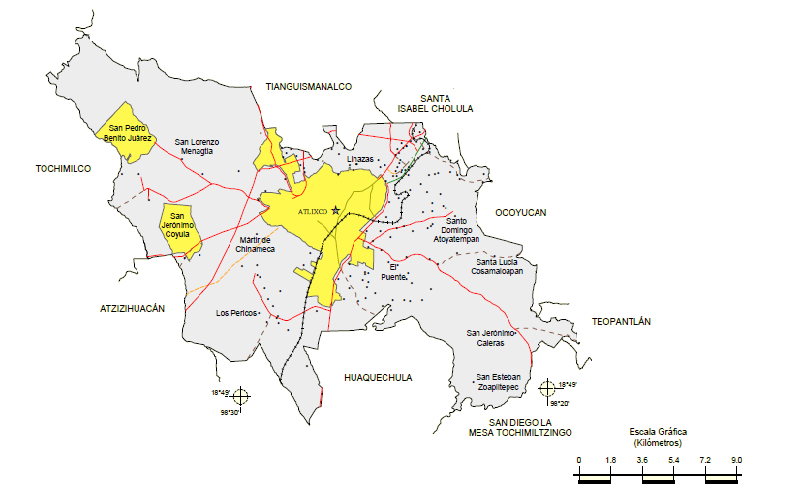 TIANGUISMANALCO
SANTA
ISABEL CHOLULA
San Pedro
Benito Juárez
San Lorenzo
Menagtla
Lhazas
TOCHIMILCO
ATLIXCO
OCOYUCAN
San
Jerónimo
Coyula
Santo
Domingo
Atoyatempan
Mártir de
Chinameca
Santa Lucía
Cosamaloapan
El
Puente
ATZIZIHUACÁN
Los Pericos
TEOPANTLÁN
San Jerónimo
Caleras
HUAQUECHULA
San Esteban
Zoapiltepec
18°49'
98°30'
18°49'
98°20'
SAN DIEGO LA
MESA TOCHIMILTZINGO
Escala Gráfica
(Kilómetros)
0 1.8 3.6 5.4 7.2 9.0